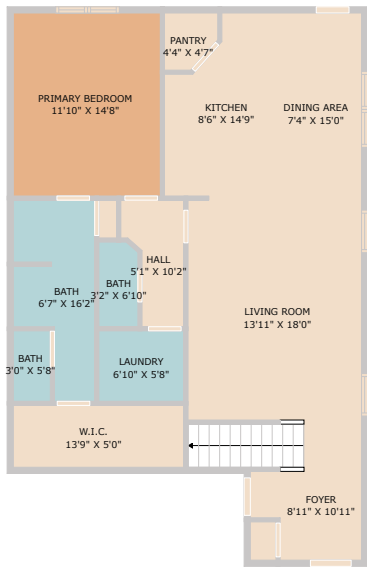 PANTRY
4'4" X 4'7"
PRIMARY BEDROOM
11'10" X 14'8"
KITCHEN
8'6" X 14'9"
DINING AREA
7'4" X 15'0"
HALL
5'1" X 10'2"
BATH
6'7" X 16'2"
BATH
3'2" X 6'10"
LIVING ROOM
13'11" X 18'0"
BATH
3'0" X 5'8"
LAUNDRY
6'10" X 5'8"
W.I.C.
13'9" X 5'0"
FOYER
8'11" X 10'11"